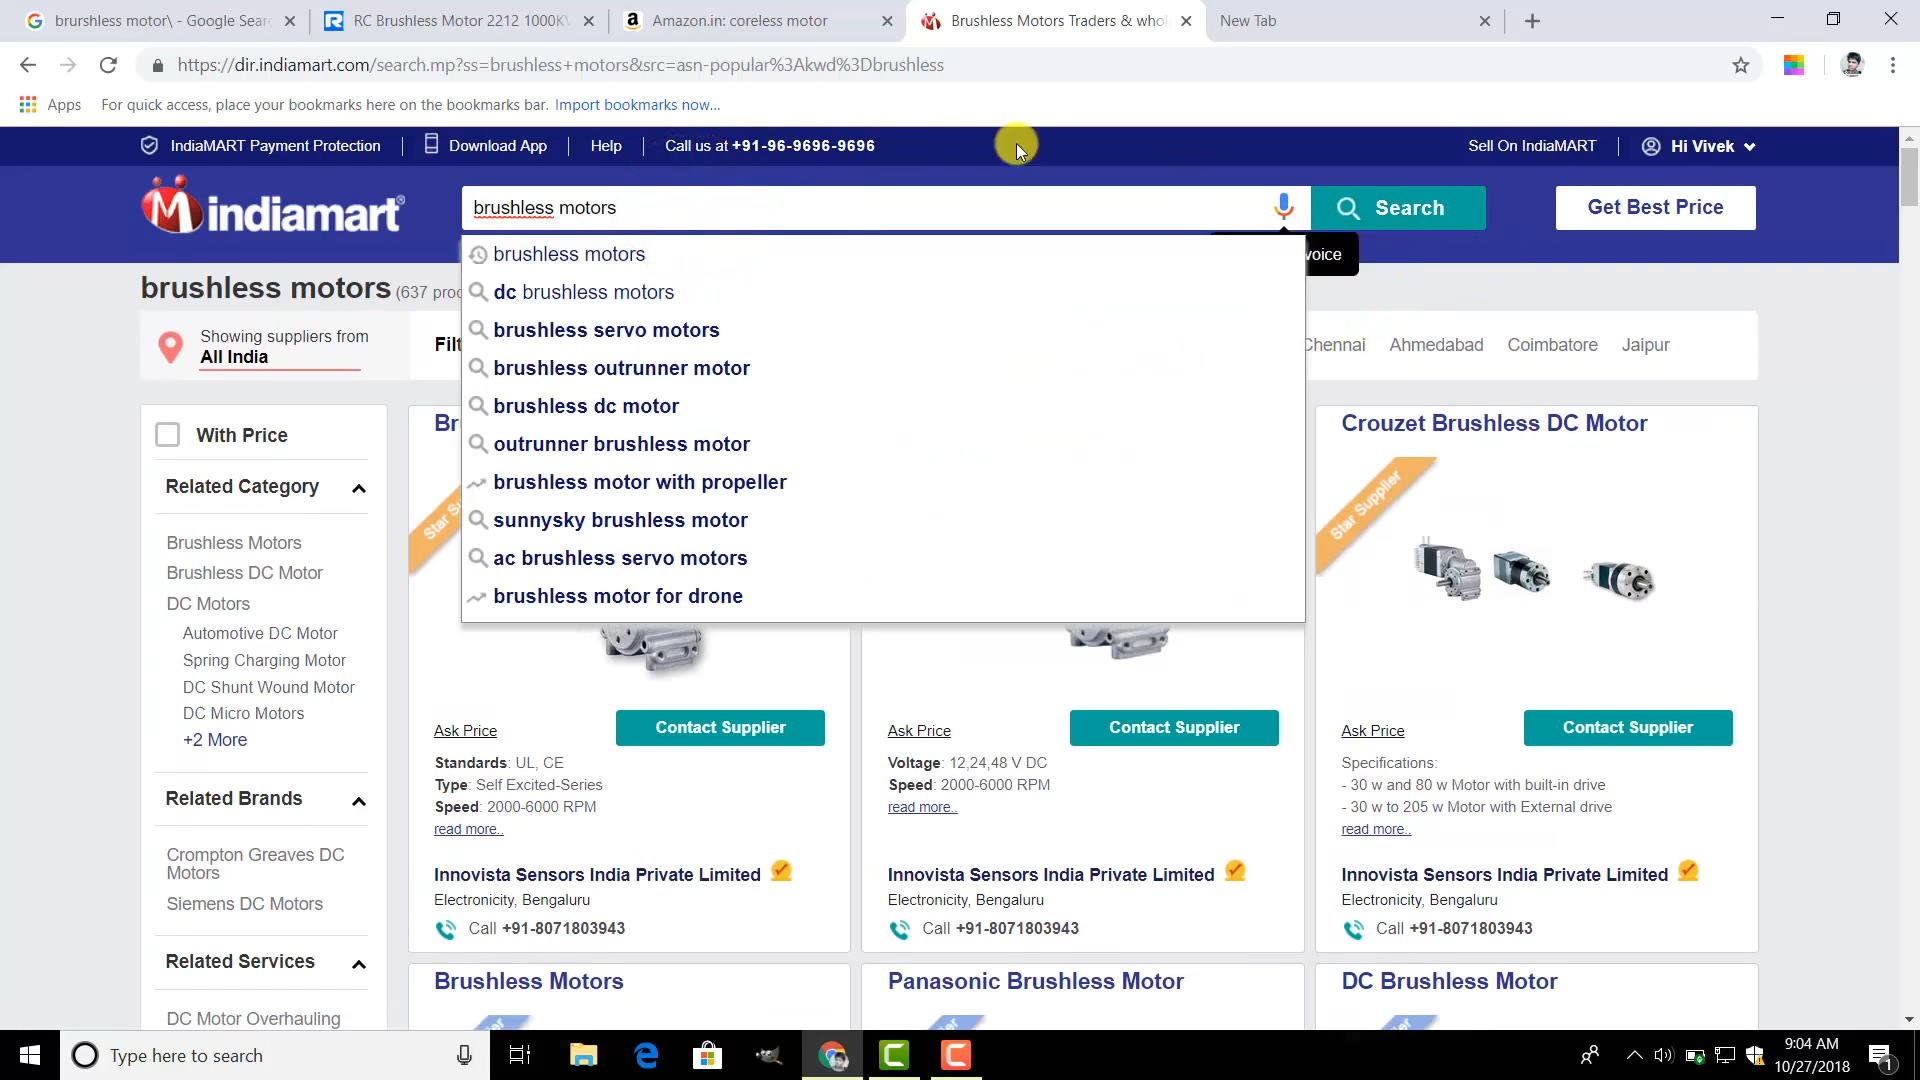 brurshless motor\ - Google Sear
RC Brushless Motor 2212 1000K
Amazon.in: coreless motor
Brushless Motors Traders & whol
New Tab
https://dir.indiamart.com/search.mp?ss=brushless+motors&src=asn-popular%3Akwd%3Dbrushless
Apps
For quick access, place your bookmarks here on the bookmarks bar. Import bookmarks now...
IndiaMART Payment Protection
Download App
Help
Call us at +91-96-9696-9696
Sell On IndiaMART
Hi Vivek
indiamart
brushless motors
Search
Get Best Price
brushless motors
voice
dc brushless motors
brushless servo motors
brushless outrunner motor
brushless dc motor
outrunner brushless motor
brushless motor with propeller
sunnysky brushless motor
ac brushless servo motors
brushless motor for drone
brushless motors (637 prod
Showing suppliers from
All India
Filt
Chennai
Ahmedabad
Coimbatore
Jaipur
With Price
Related Category
Brushless Motors
Brushless DC Motor
DC Motors
Automotive DC Motor
Spring Charging Motor
DC Shunt Wound Motor
DC Micro Motors
+2 More
Related Brands
Crompton Greaves DC
Motors
Siemens DC Motors
Related Services
DC Motor Overhauling
Br
Star Su
Ask Price
Contact Supplier
Standards: UL, CE
Type: Self Excited-Series
Speed: 2000-6000 RPM
read more..
Innovista Sensors India Private Limited
Electronicity, Bengaluru
Call +91-8071803943
Ask Price
Contact Supplier
Voltage: 12,24,48 V DC
Speed: 2000-6000 RPM
read more..
Innovista Sensors India Private Limited
Electronicity, Bengaluru
Call +91-8071803943
Crouzet Brushless DC Motor
Star Supplier
Ask Price
Contact Supplier
Specifications:
- 30 w and 80 w Motor with built-in drive
- 30 w to 205 w Motor with External drive
read more..
Innovista Sensors India Private Limited
Electronicity, Bengaluru
Call +91-8071803943
Brushless Motors
Panasonic Brushless Motor
DC Brushless Motor
Type here to search
9:04 AM
10/27/2018
1